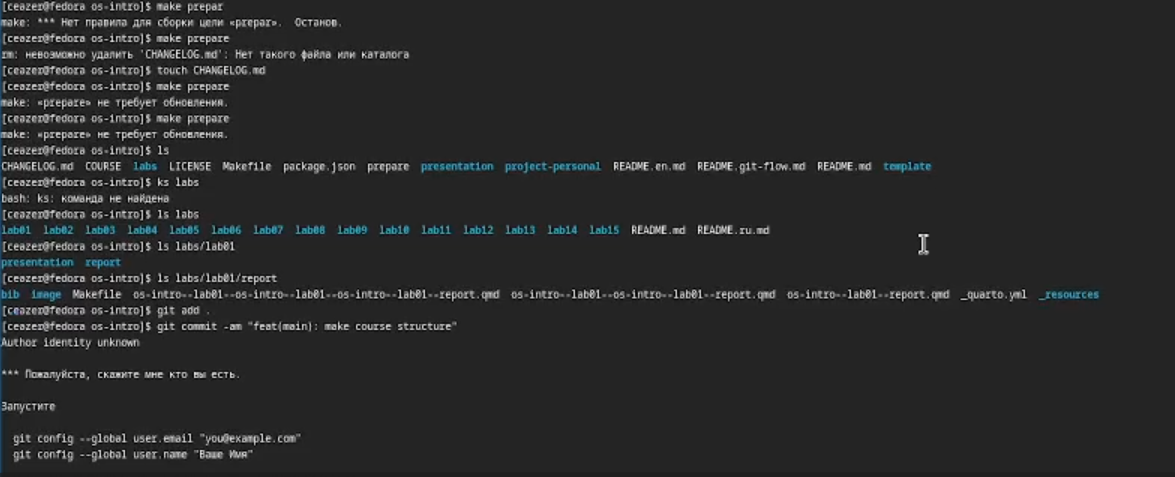 [ceazer@fedora os-intro]$ make prepar
make: *** Нет правила для сборки цели «prepar».  Останов.
[ceazer@fedora os-intro]$ make prepare
rm: невозможно удалить 'CHANGELOG.md': Нет такого файла или каталога
[ceazer@fedora os-intro]$ touch CHANGELOG.md
[ceazer@fedora os-intro]$ make prepare
make: «prepare» не требует обновления.
[ceazer@fedora os-intro]$ make prepare
make: «prepare» не требует обновления.
[ceazer@fedora os-intro]$ ls
CHANGELOG.md  COURSE  labs  LICENSE  Makefile  package.json  prepare  presentation  project-personal  README.en.md  README.git-flow.md  README.md  template
[ceazer@fedora os-intro]$ ks labs
bash: ks: команда не найдена
[ceazer@fedora os-intro]$ ls labs
lab01  lab02  lab03  lab04  lab05  lab06  lab07  lab08  lab09  lab10  lab11  lab12  lab13  lab14  lab15  README.md  README.ru.md
[ceazer@fedora os-intro]$ ls labs/lab01
presentation  report
[ceazer@fedora os-intro]$ ls labs/lab01/report
bib  image  Makefile  os-intro--lab01--os-intro--lab01--os-intro--lab01--report.qmd  os-intro--lab01--os-intro--lab01--report.qmd  os-intro--lab01--report.qmd  _quarto.yml  _resources
[ceazer@fedora os-intro]$ git add .
[ceazer@fedora os-intro]$ git commit -am "feat(main): make course structure"
Author identity unknown
*** Пожалуйста, скажите мне кто вы есть.
Запустите
git config --global user.email "you@example.com"
git config --global user.name "Ваше Имя"